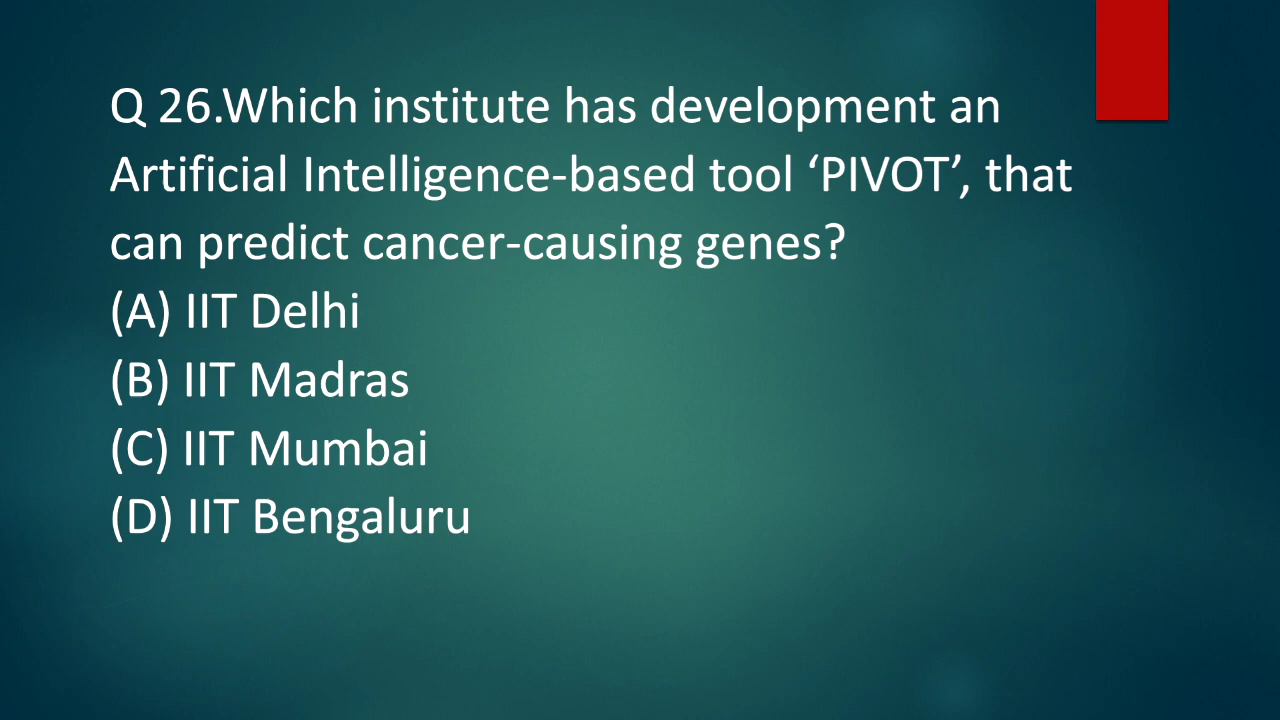 Q 26.Which institute has development an
Artificial Intelligence-based tool ‘PIVOT’, that
can predict cancer-causing genes?
(A) IIT Delhi
(B) IIT Madras
(C) IIT Mumbai
(D) IIT Bengaluru